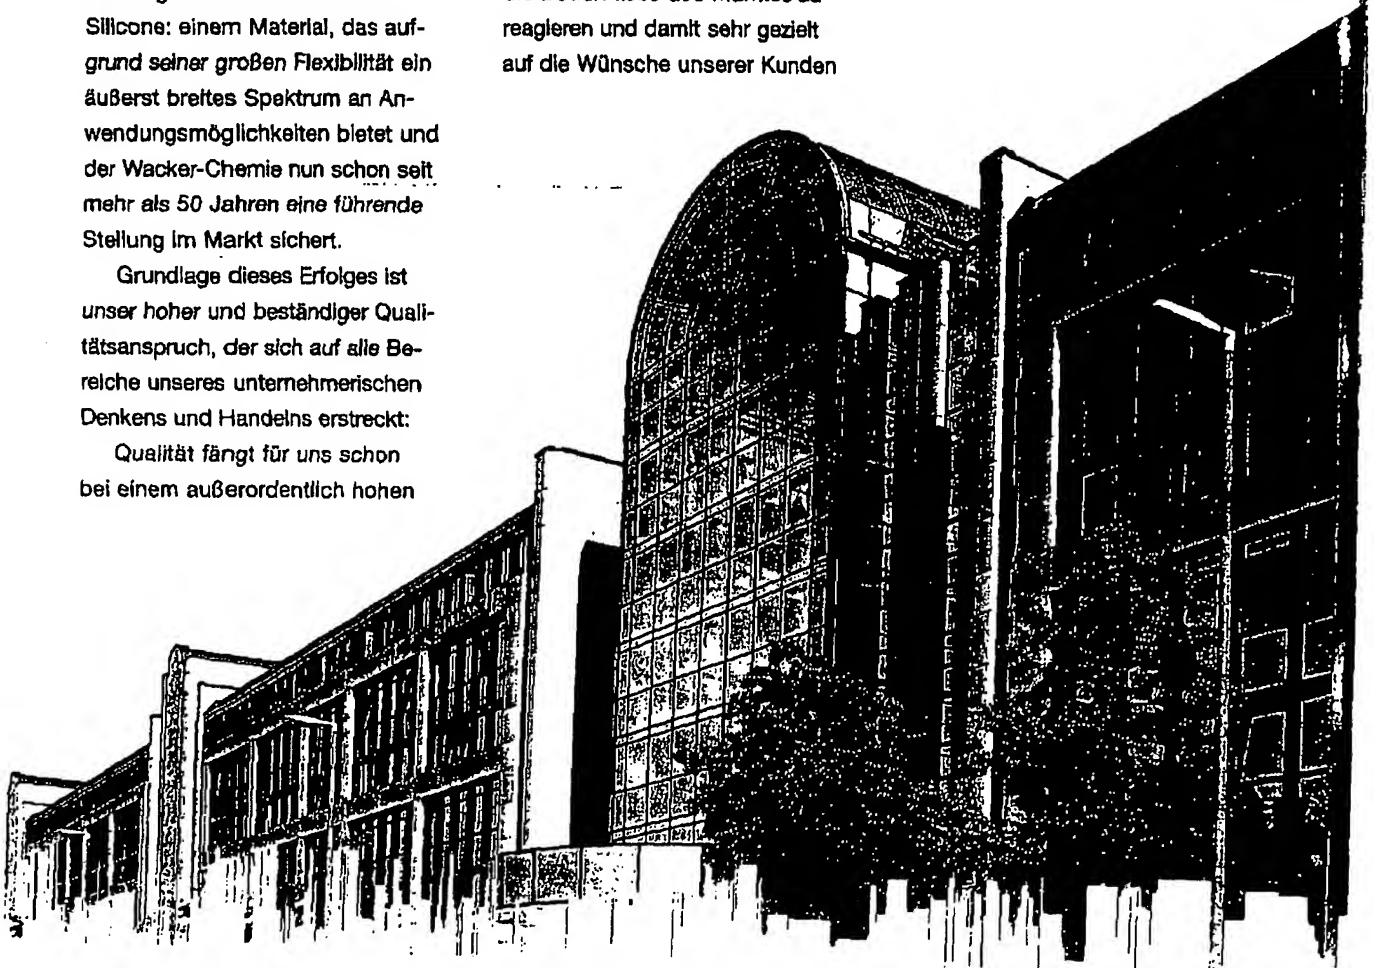 Silicone: einem Material, das auf-
grund seiner großen Flexibilität ein
äußerst breites Spektrum an An-
wendungsmöglichkeiten bietet und
der Wacker-Chemie nun schon seit
mehr als 50 Jahren eine führende
Stellung im Markt sichert.
Grundlage dieses Erfolges ist
unser hoher und beständiger Quali-
tätsanspruch, der sich auf alle Be-
reiche unseres unternehmerischen
Denkens und Handelns erstreckt:
Qualität fängt für uns schon
bei einem außerordentlich hohen
reagieren und damit sehr gezielt
auf die Wünsche unserer Kunden